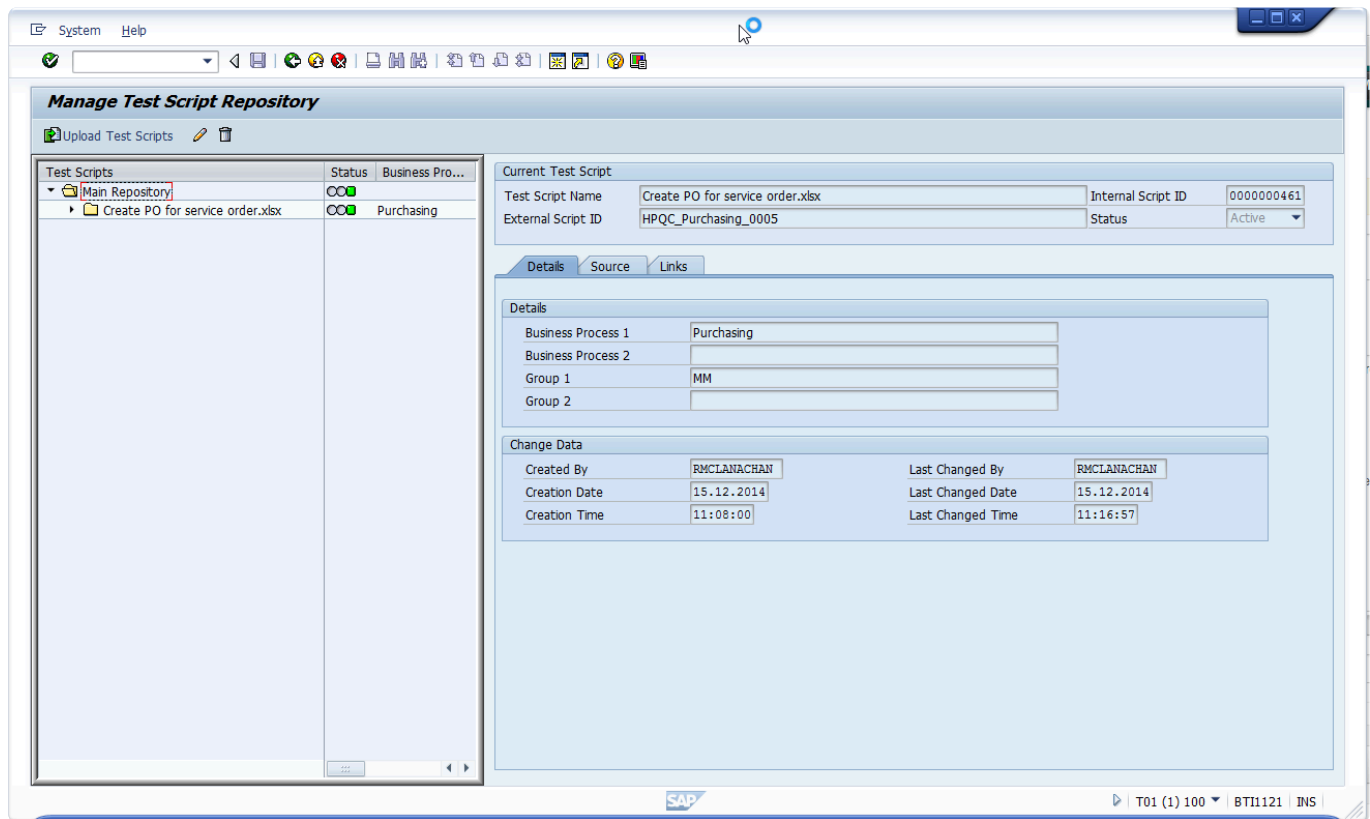 System Help
Manage Test Script Repository
Upload Test Scripts
Test Scripts Status Business Pro...
Main Repository
Create PO for service order.xlsx Purchasing
Current Test Script
Test Script Name Create PO for service order.xlsx Internal Script ID 0000000461
External Script ID HPQC_Purchasing_0005 Status Active
Details Source Links
Details
Business Process 1 Purchasing
Business Process 2
Group 1 MM
Group 2
Change Data
Created By RMCLANACHAN Last Changed By RMCLANACHAN
Creation Date 15.12.2014 Last Changed Date 15.12.2014
Creation Time 11:08:00 Last Changed Time 11:16:57
SAP T01 (1) 100 BTI1121 INS